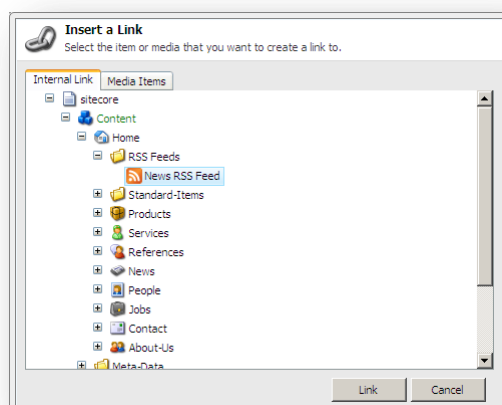 Insert a Link
Select the item or media that you want to create a link to.
Internal Link Media Items
sitecore
Content
Home
RSS Feeds
News RSS Feed
Standard-Items
Products
Services
References
News
People
Jobs
Contact
About-Us
Meta-Data
Link Cancel